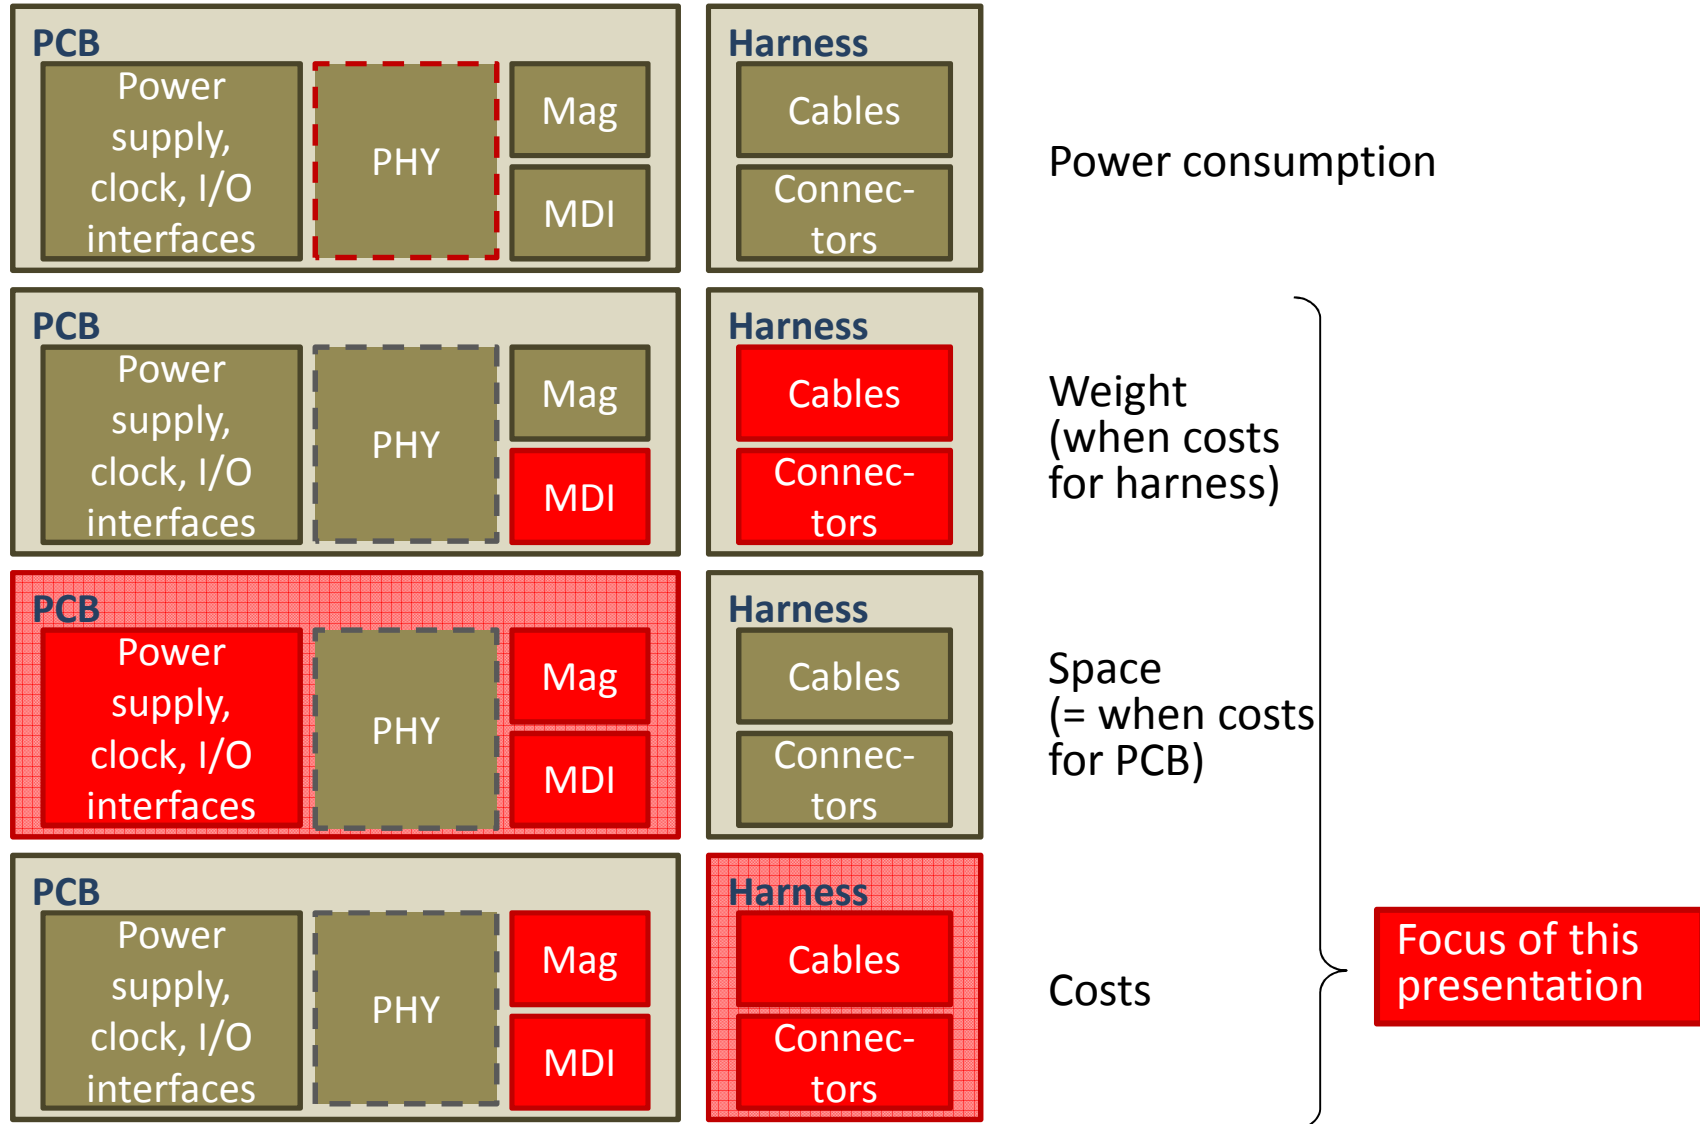 PCB
Power
supply,
clock, I/O
interfaces
PHY
Mag
MDI
Harness
Cables
Connec-
tors
Power consumption
PCB
Power
supply,
clock, I/O
interfaces
PHY
Mag
MDI
Harness
Cables
Connec-
tors
Weight
(when costs
for harness)
PCB
Power
supply,
clock, I/O
interfaces
PHY
Mag
MDI
Harness
Cables
Connec-
tors
Space
(= when costs
for PCB)
PCB
Power
supply,
clock, I/O
interfaces
PHY
Mag
MDI
Harness
Cables
Connec-
tors
Costs
Focus of this
presentation